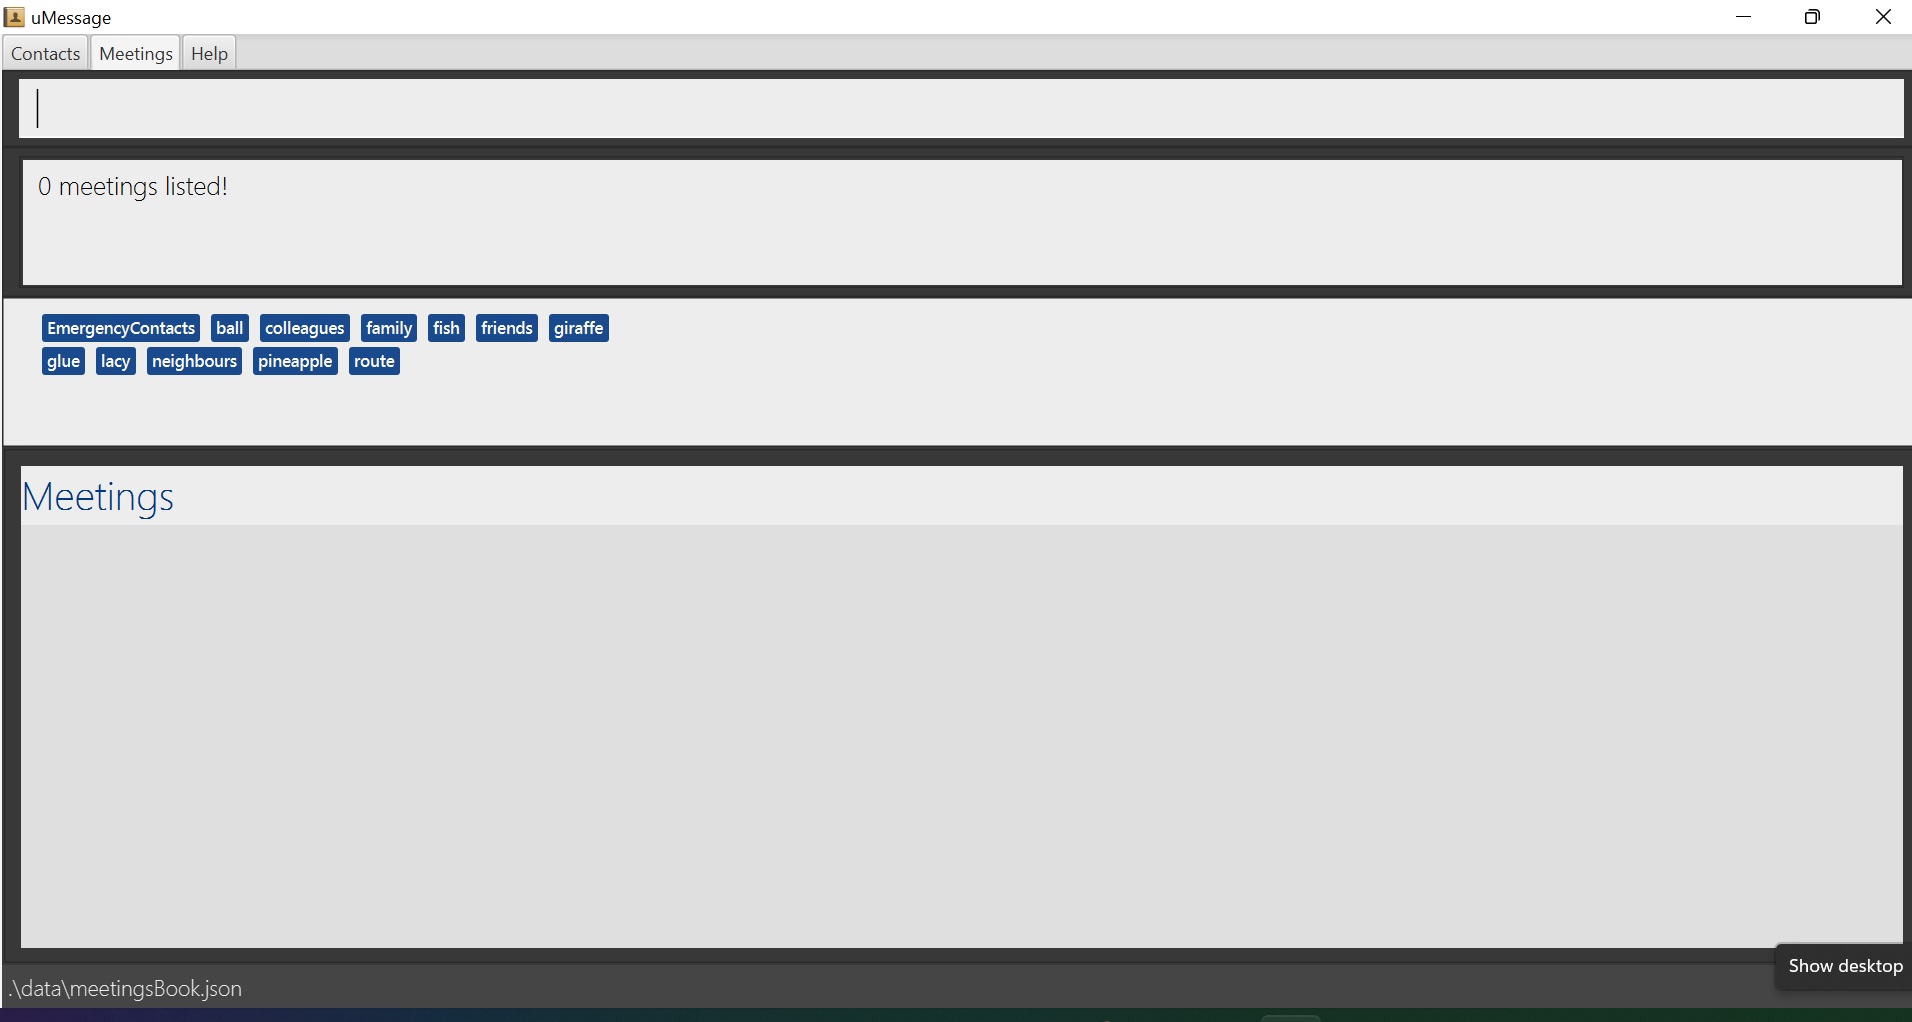 uMessage
Contacts Meetings Help
0 meetings listed!
EmergencyContacts ball colleagues family fish friends giraffe
glue lacy neighbours pineapple route
Meetings
Show desktop
.\data\meetingsBook.json